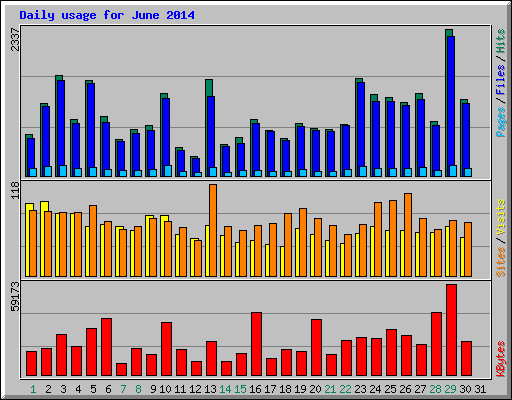 Daily usage for June 2014
2337
Pages / Files / Hits
118
Sites / Visits
59173
KBytes
1 2 3 4 5 6 7 8 9 10 11 12 13 14 15 16 17 18 19 20 21 22 23 24 25 26 27 28 29 30 31